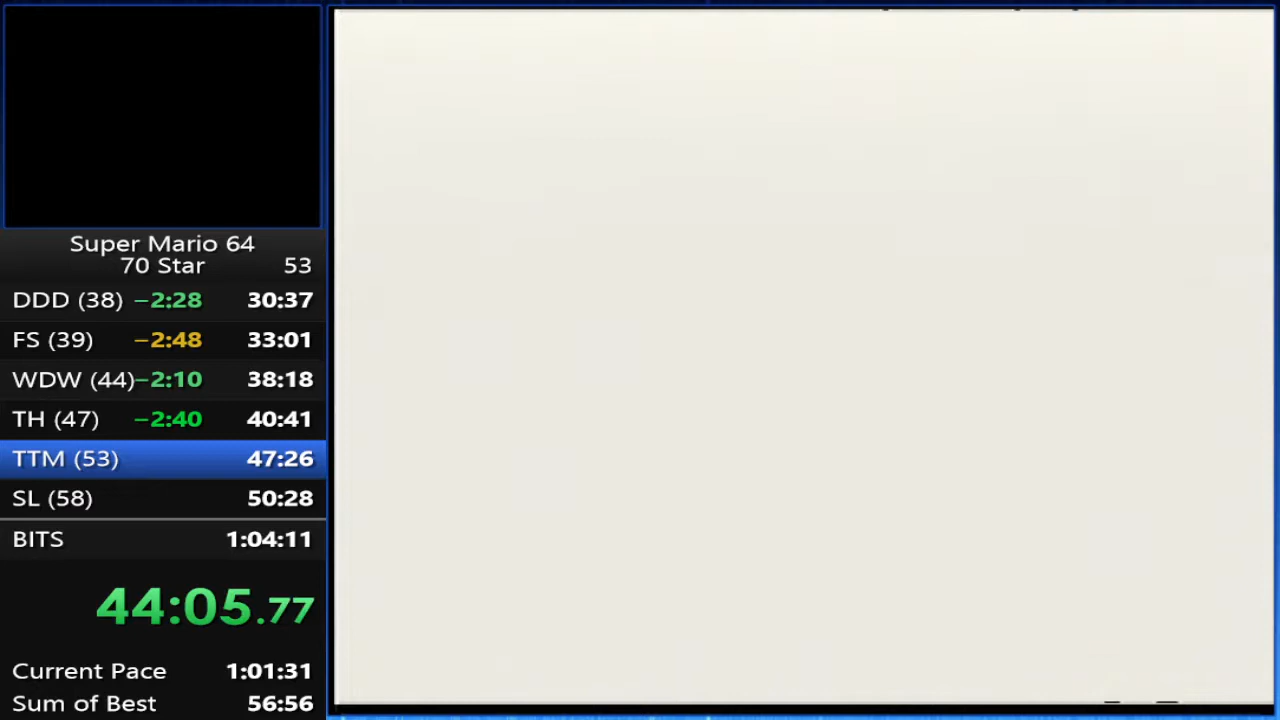 Super Mario 64
70 Star 53
DDD (38) −2:28 30:37
FS (39) −2:48 33:01
WDW (44) −2:10 38:18
TH (47) −2:40 40:41
TTM (53) 47:26
SL (58) 50:28
BITS 1:04:11
44:05.77
Current Pace 1:01:31
Sum of Best 56:56